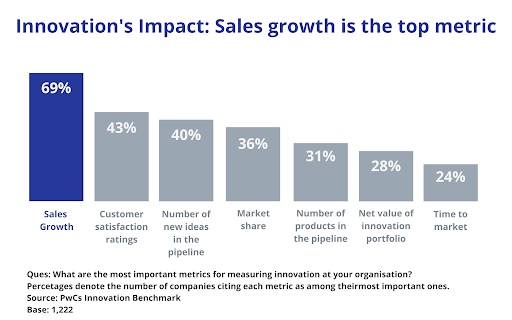 Innovation's Impact: Sales growth is the top metric
69%
43%
40%
36%
31%
28%
24%
Sales
Growth
Customer
satisfaction
ratings
Number of
new ideas
in the
pipeline
Market
share
Number of
products in
the pipeline
Net value of
innovation
portfolio
Time to
market
Ques: What are the most important metrics for measuring innovation at your organisation?
Percetages denote the number of companies citing each metric as among theirmost important ones.
Source: PwCs Innovation Benchmark
Base: 1,222